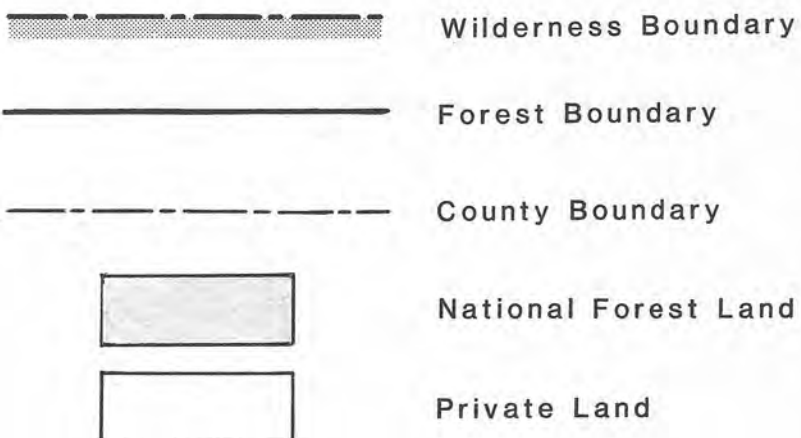 Wilderness Boundary
Forest Boundary
County Boundary
National Forest Land
Private Land